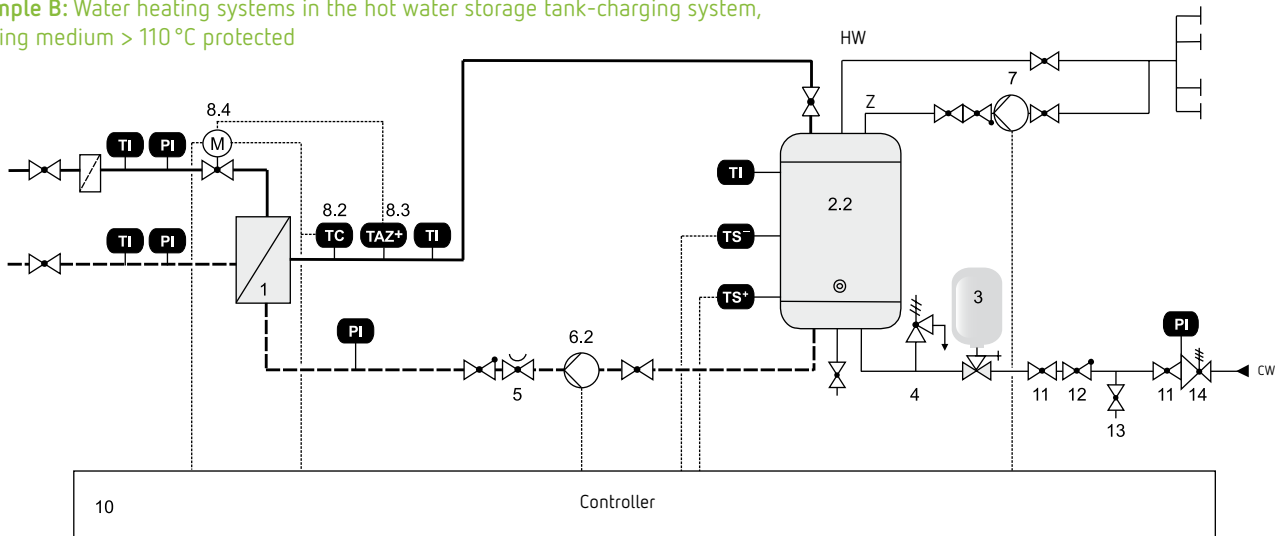 mple B: Water heating systems in the hot water storage tank-charging system,
ing medium > 110 °C protected
HW
7
8.4
Z
M
TI
PI
TI
2.2
8.2
8.3
TC
TAZ+
TI
TI
PI
TS-
1
3
TS+
PI
PI
6.2
CW
5
4
11
12
11
14
13
10
Controller